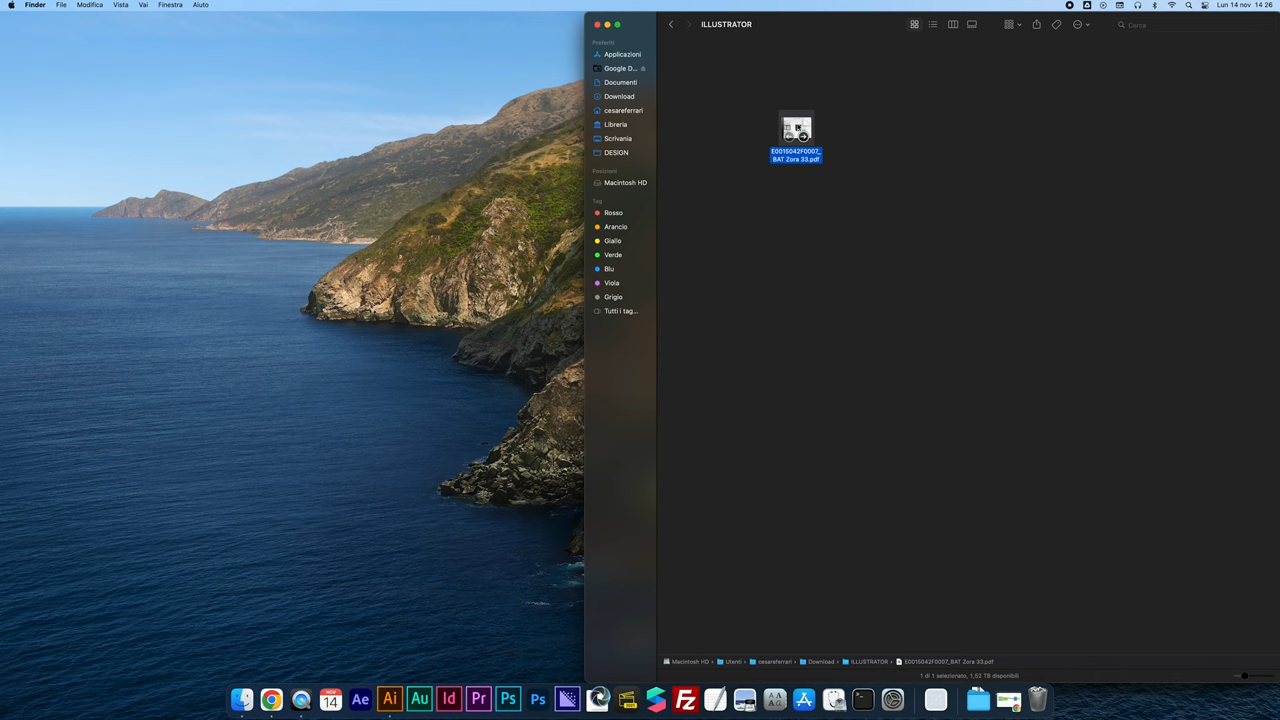 Finder File Modifica Vista Vai Finestra Aiuto
Lun 14 nov 14 26
ILLUSTRATOR
Cerca
Preferiti
Applicazioni
Google D...
Documenti
Download
cesareferrari
Libreria
Scrivania
DESIGN
Posizioni
Macintosh HD
Tag
Rosso
Arancio
Giallo
Verde
Blu
Viola
Grigio
Tutti i tag...
E0015042F0007_
BAT Zora 33.pdf
Macintosh HD › Utenti › cesareferrari › Download › ILLUSTRATOR › E0015042F0007_BAT Zora 33.pdf
1 di 1 selezionato, 1,52 TB disponibili
NOV
14
Ae
Ai
Au
Id
Pr
Ps
Ps